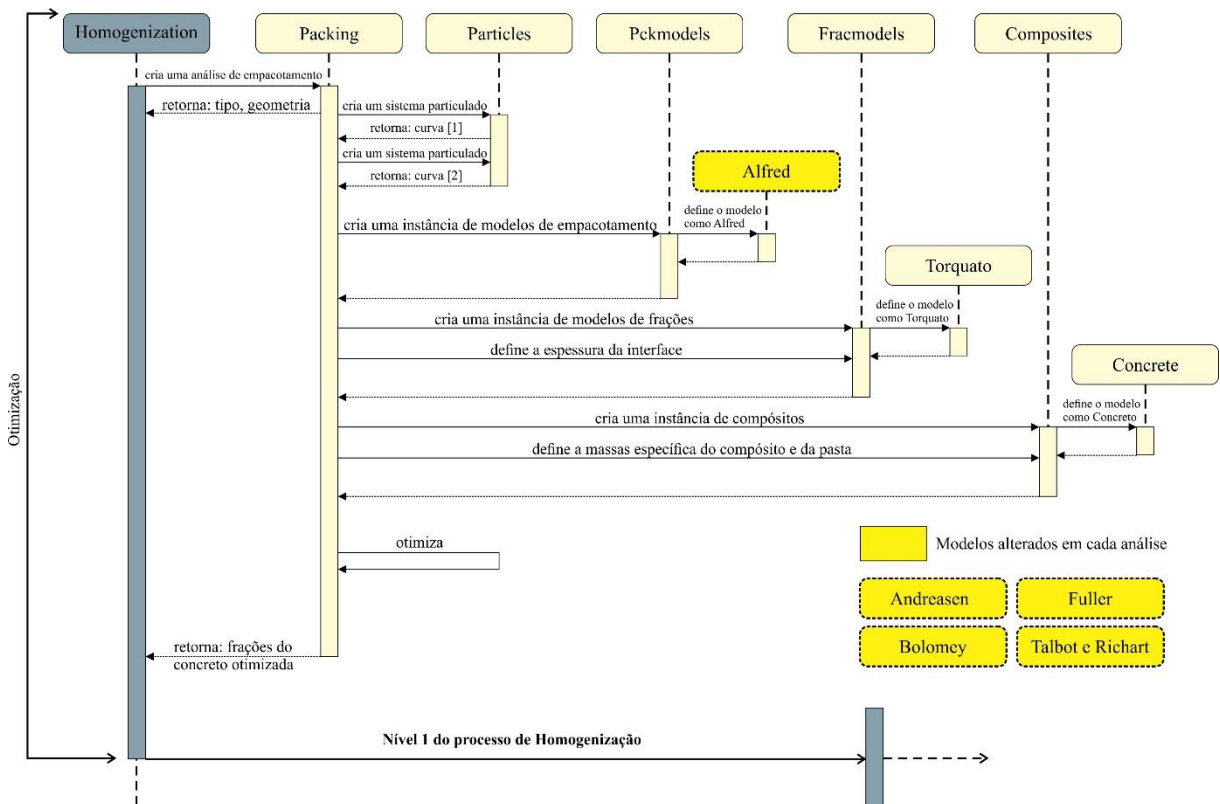 Homogenization
Packing
Particles
Pckmodels
Fracmodels
Composites
cria uma análise de empacotamento
retorna: tipo, geometria
cria um sistema particulado
retorna: curva [1]
cria um sistema particulado
retorna: curva [2]
Alfred
define o modelo
como Alfred
cria uma instância de modelos de empacotamento
Torquato
define o modelo
como Torquato
cria uma instância de modelos de frações
define a espessura da interface
Concrete
define o modelo
como Concreto
cria uma instância de compósitos
define a massas específica do compósito e da pasta
Otimização
otimiza
Modelos alterados em cada análise
Andreasen
Fuller
Bolomey
Talbot e Richart
retorna: frações do
concreto otimizada
Nível 1 do processo de Homogenização